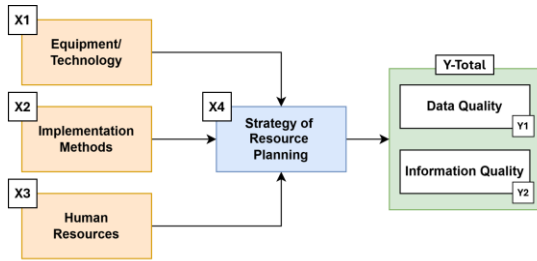 X1
Equipment/
Technology
X2
Implementation
Methods
X3
Human
Resources
X4
Strategy of
Resource
Planning
Y-Total
Data Quality
Y1
Information Quality
Y2